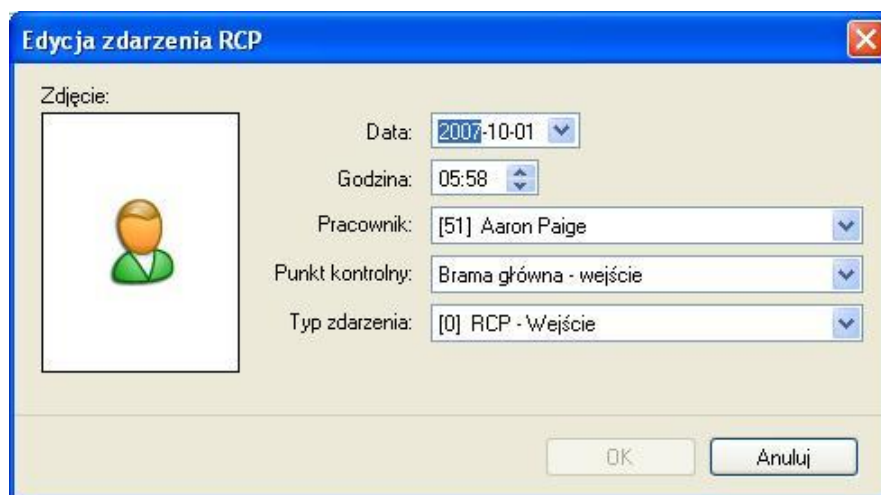 Edycja zdarzenia RCP
Zdjęcie:
Data: 2007-10-01
Godzina: 05:58
Pracownik: [51] Aaron Paige
Punkt kontrolny: Brama główna - wejście
Typ zdarzenia: [0] RCP - Wejście
OK Anuluj